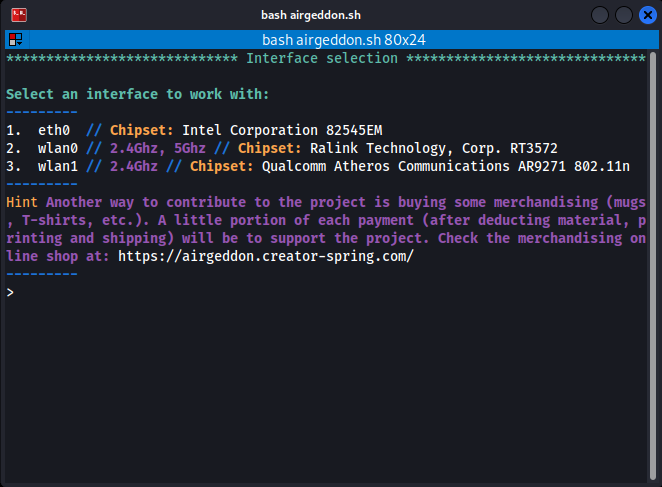 bash airgeddon.sh
bash airgeddon.sh 80x24
***************************** Interface selection ******************************
Select an interface to work with:
---------
1.  eth0  // Chipset: Intel Corporation 82545EM
2.  wlan0 // 2.4Ghz, 5Ghz // Chipset: Ralink Technology, Corp. RT3572
3.  wlan1 // 2.4Ghz // Chipset: Qualcomm Atheros Communications AR9271 802.11n
---------
Hint Another way to contribute to the project is buying some merchandising (mugs
, T-shirts, etc.). A little portion of each payment (after deducting material, p
rinting and shipping) will be to support the project. Check the merchandising on
line shop at: https://airgeddon.creator-spring.com/
---------
>